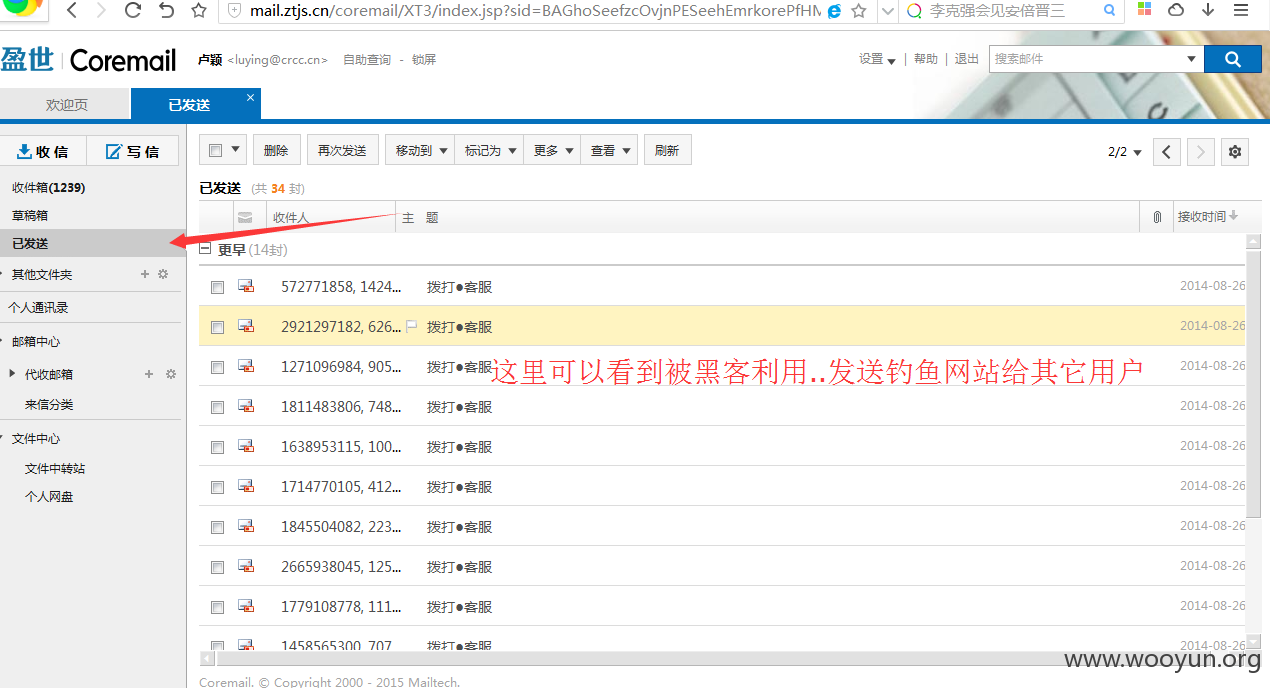 mail.ztjs.cn/coremail/XT3/index.jsp?sid=BAGhoSeefzcOvjnPESeehEmrkorePfHM
李克强会见安倍晋三
盈世 Coremail 卢颖 <luying@crcc.cn> 自助查询 - 锁屏
设置 | 帮助 | 退出 搜索邮件
欢迎页 已发送
收信 写信
删除 再次发送 移动到 标记为 更多 查看 刷新 2/2
收件箱(1239)
草稿箱
已发送
其他文件夹
个人通讯录
邮箱中心
代收邮箱
来信分类
文件中心
文件中转站
个人网盘
已发送 (共 34 封)
收件人 主 题 接收时间
更早 (14封)
572771858, 1424... 拨打●客服 2014-08-26
2921297182, 626... 拨打●客服 2014-08-26
1271096984, 905... 拨打●客服 2014-08-26
这里可以看到被黑客利用..发送钓鱼网站给其它用户
1811483806, 748... 拨打●客服 2014-08-26
1638953115, 100... 拨打●客服 2014-08-26
1714770105, 412... 拨打●客服 2014-08-26
1845504082, 223... 拨打●客服 2014-08-26
2665938045, 125... 拨打●客服 2014-08-26
1779108778, 111... 拨打●客服 2014-08-26
1458565300, 707 拨打●客服 2014-08-26
www.wooyun.org
Coremail. © Copyright 2000 - 2015 Mailtech.